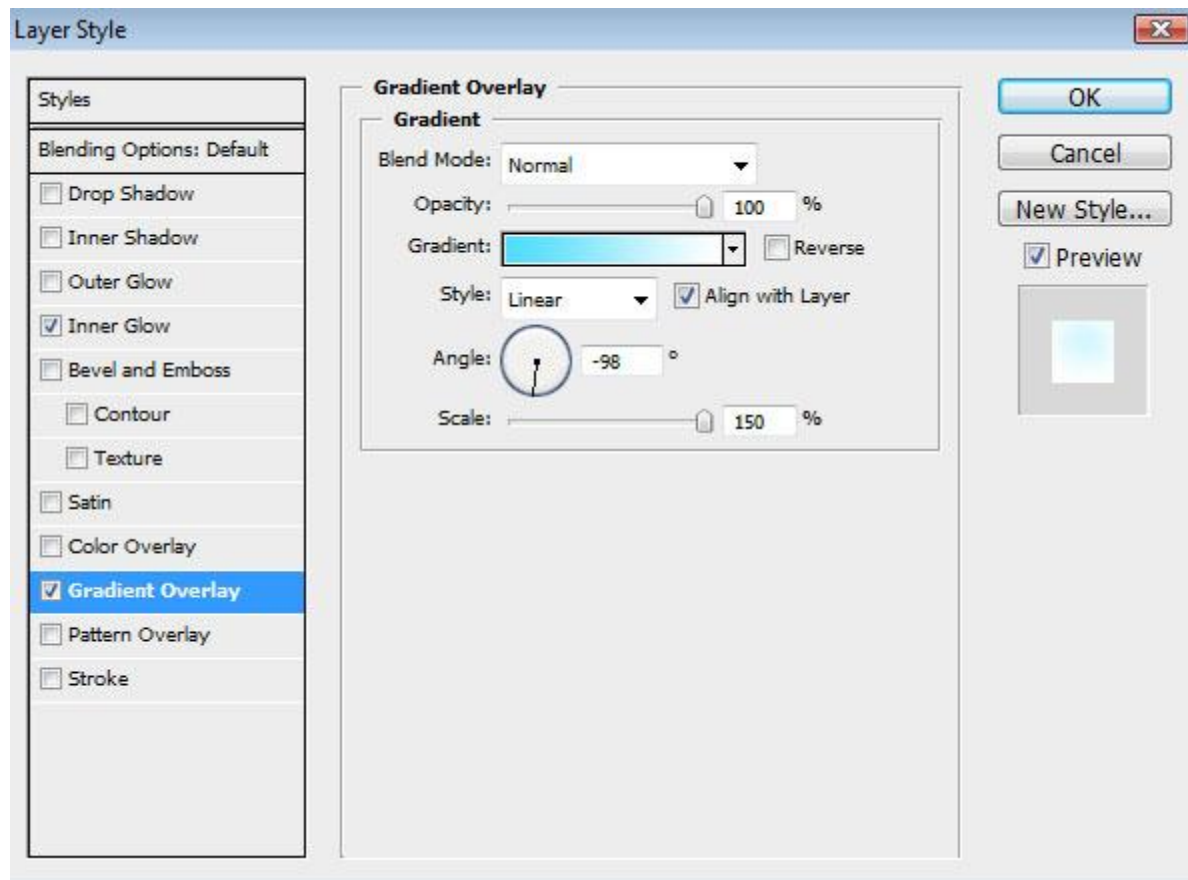 Layer Style
Styles
Blending Options: Default
Drop Shadow
Inner Shadow
Outer Glow
Inner Glow
Bevel and Emboss
Contour
Texture
Satin
Color Overlay
Gradient Overlay
Pattern Overlay
Stroke
Gradient Overlay
Gradient
Blend Mode: Normal
Opacity: 100 %
Gradient: Reverse
Style: Linear Align with Layer
Angle: -98 °
Scale: 150 %
OK
Cancel
New Style...
Preview